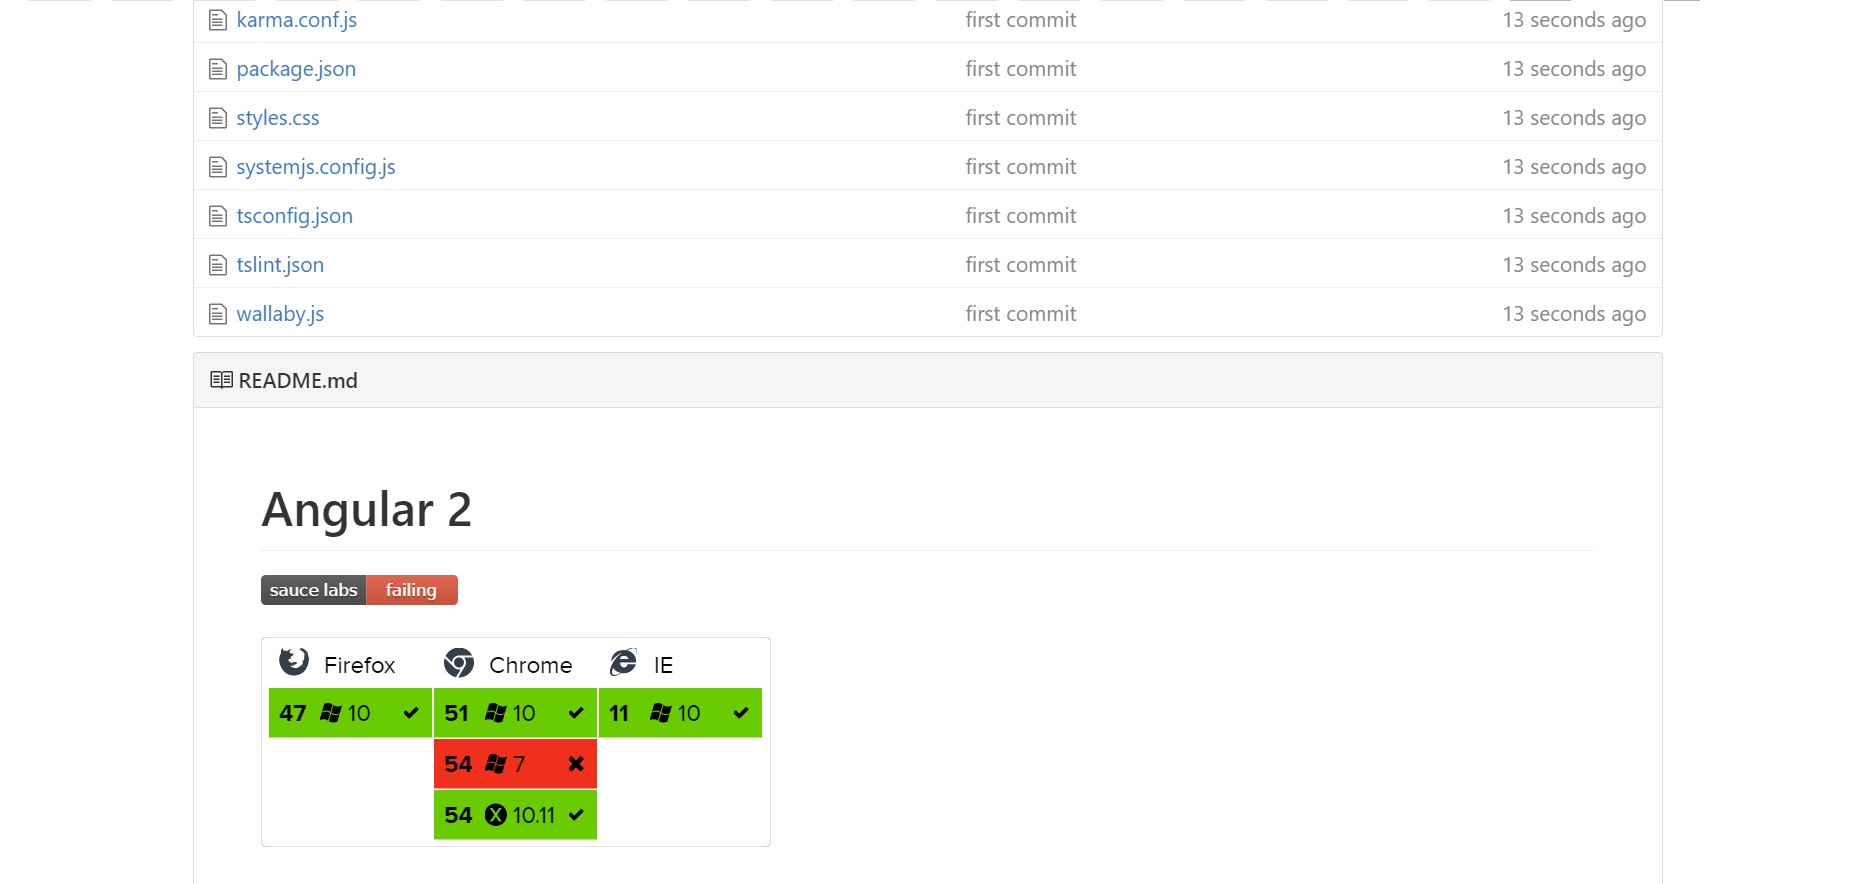 karma.conf.js first commit 13 seconds ago
package.json first commit 13 seconds ago
styles.css first commit 13 seconds ago
systemjs.config.js first commit 13 seconds ago
tsconfig.json first commit 13 seconds ago
tslint.json first commit 13 seconds ago
wallaby.js first commit 13 seconds ago
README.md
Angular 2
sauce labs failing
Firefox Chrome IE
47 10 51 10 11 10
54 7
54 X 10.11